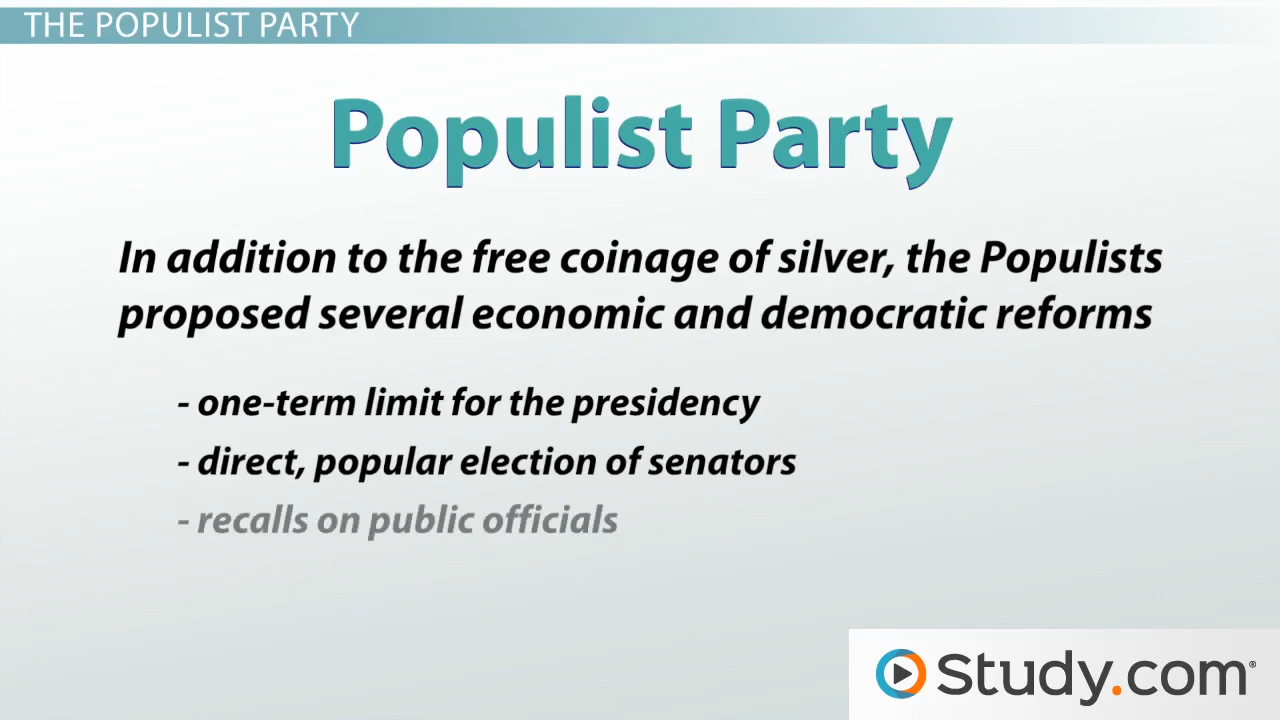 THE POPULIST PARTY
Populist Party
In addition to the free coinage of silver, the Populists
proposed several economic and democratic reforms
- one-term limit for the presidency
- direct, popular election of senators
- recalls on public officials
Study.com®